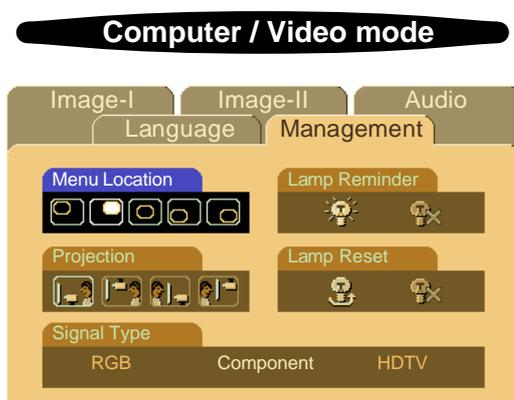 Computer / Video mode
Image-I Image-II Audio
Language Management
Menu Location Lamp Reminder
Projection Lamp Reset
Signal Type
RGB Component HDTV